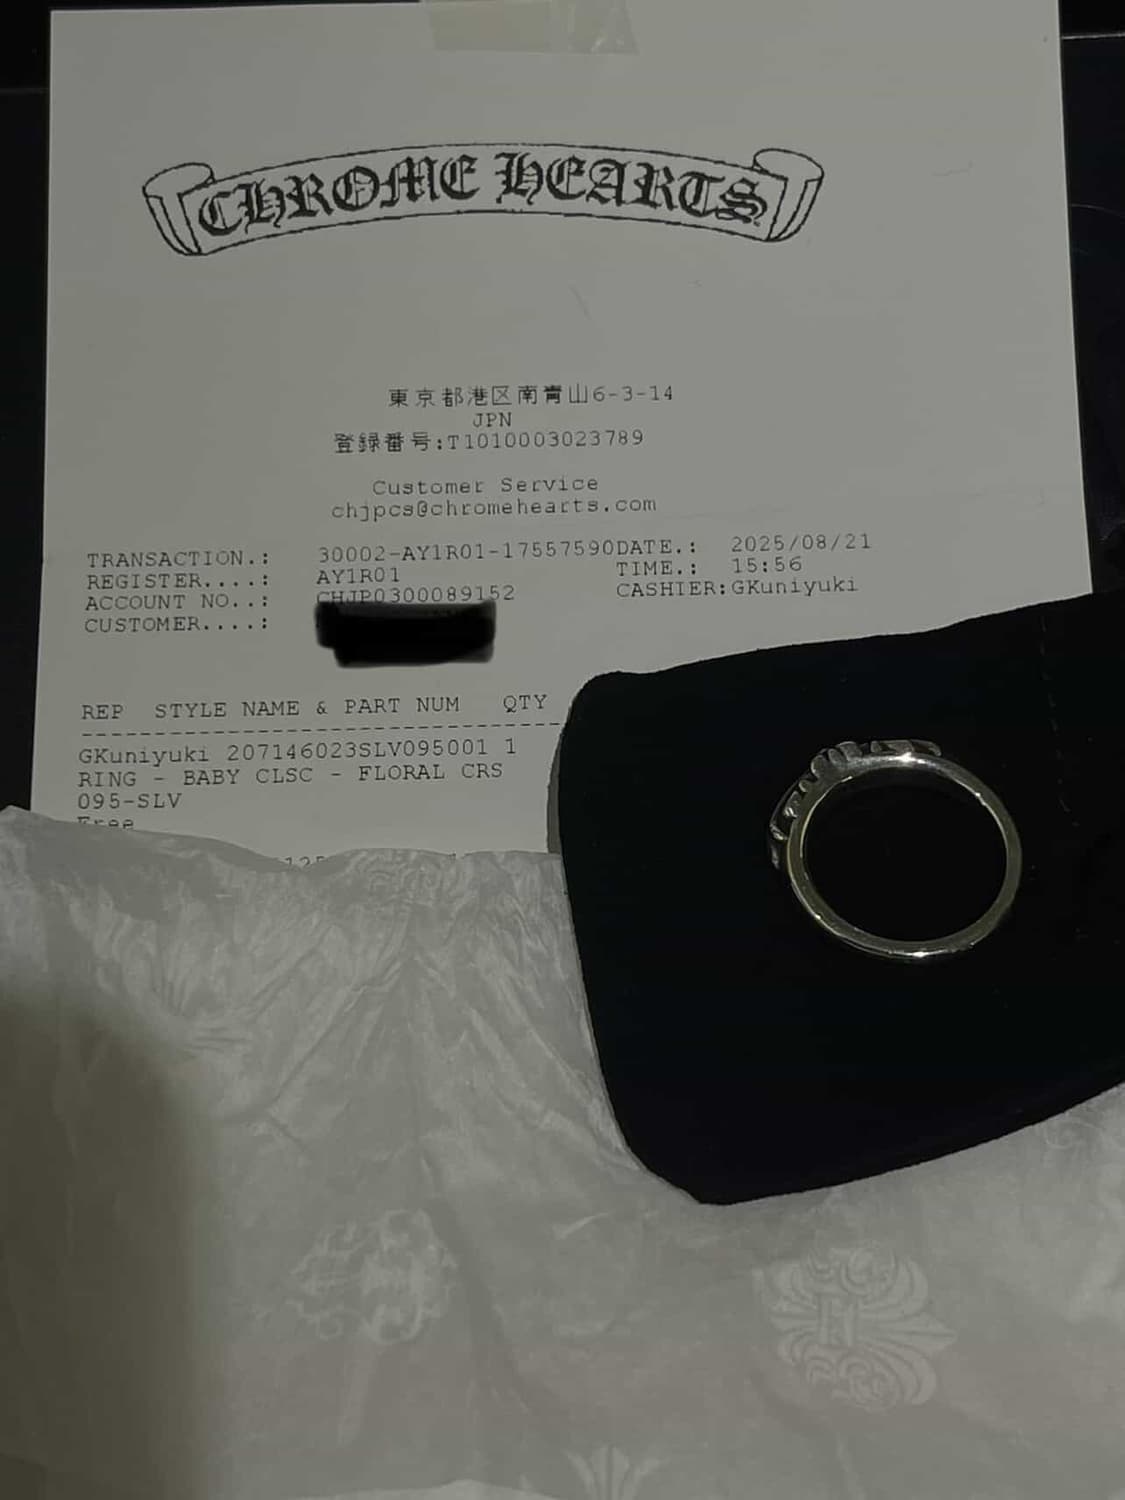 CHROME HEARTS
東京都港区南青山6-3-14
JPN
登録番号:T1010003023789
Customer Service
chjpcs@chromehearts.com
TRANSACTION.: 30002-AY1R01-17557590DATE.: 2025/08/21
REGISTER....: AY1R01 TIME.: 15:56
ACCOUNT NO..: CHJP0300089152 CASHIER:GKuniyuki
CUSTOMER....:
REP STYLE NAME & PART NUM QTY
GKuniyuki 207146023SLV095001 1
RING - BABY CLSC - FLORAL CRS
095-SLV
Free